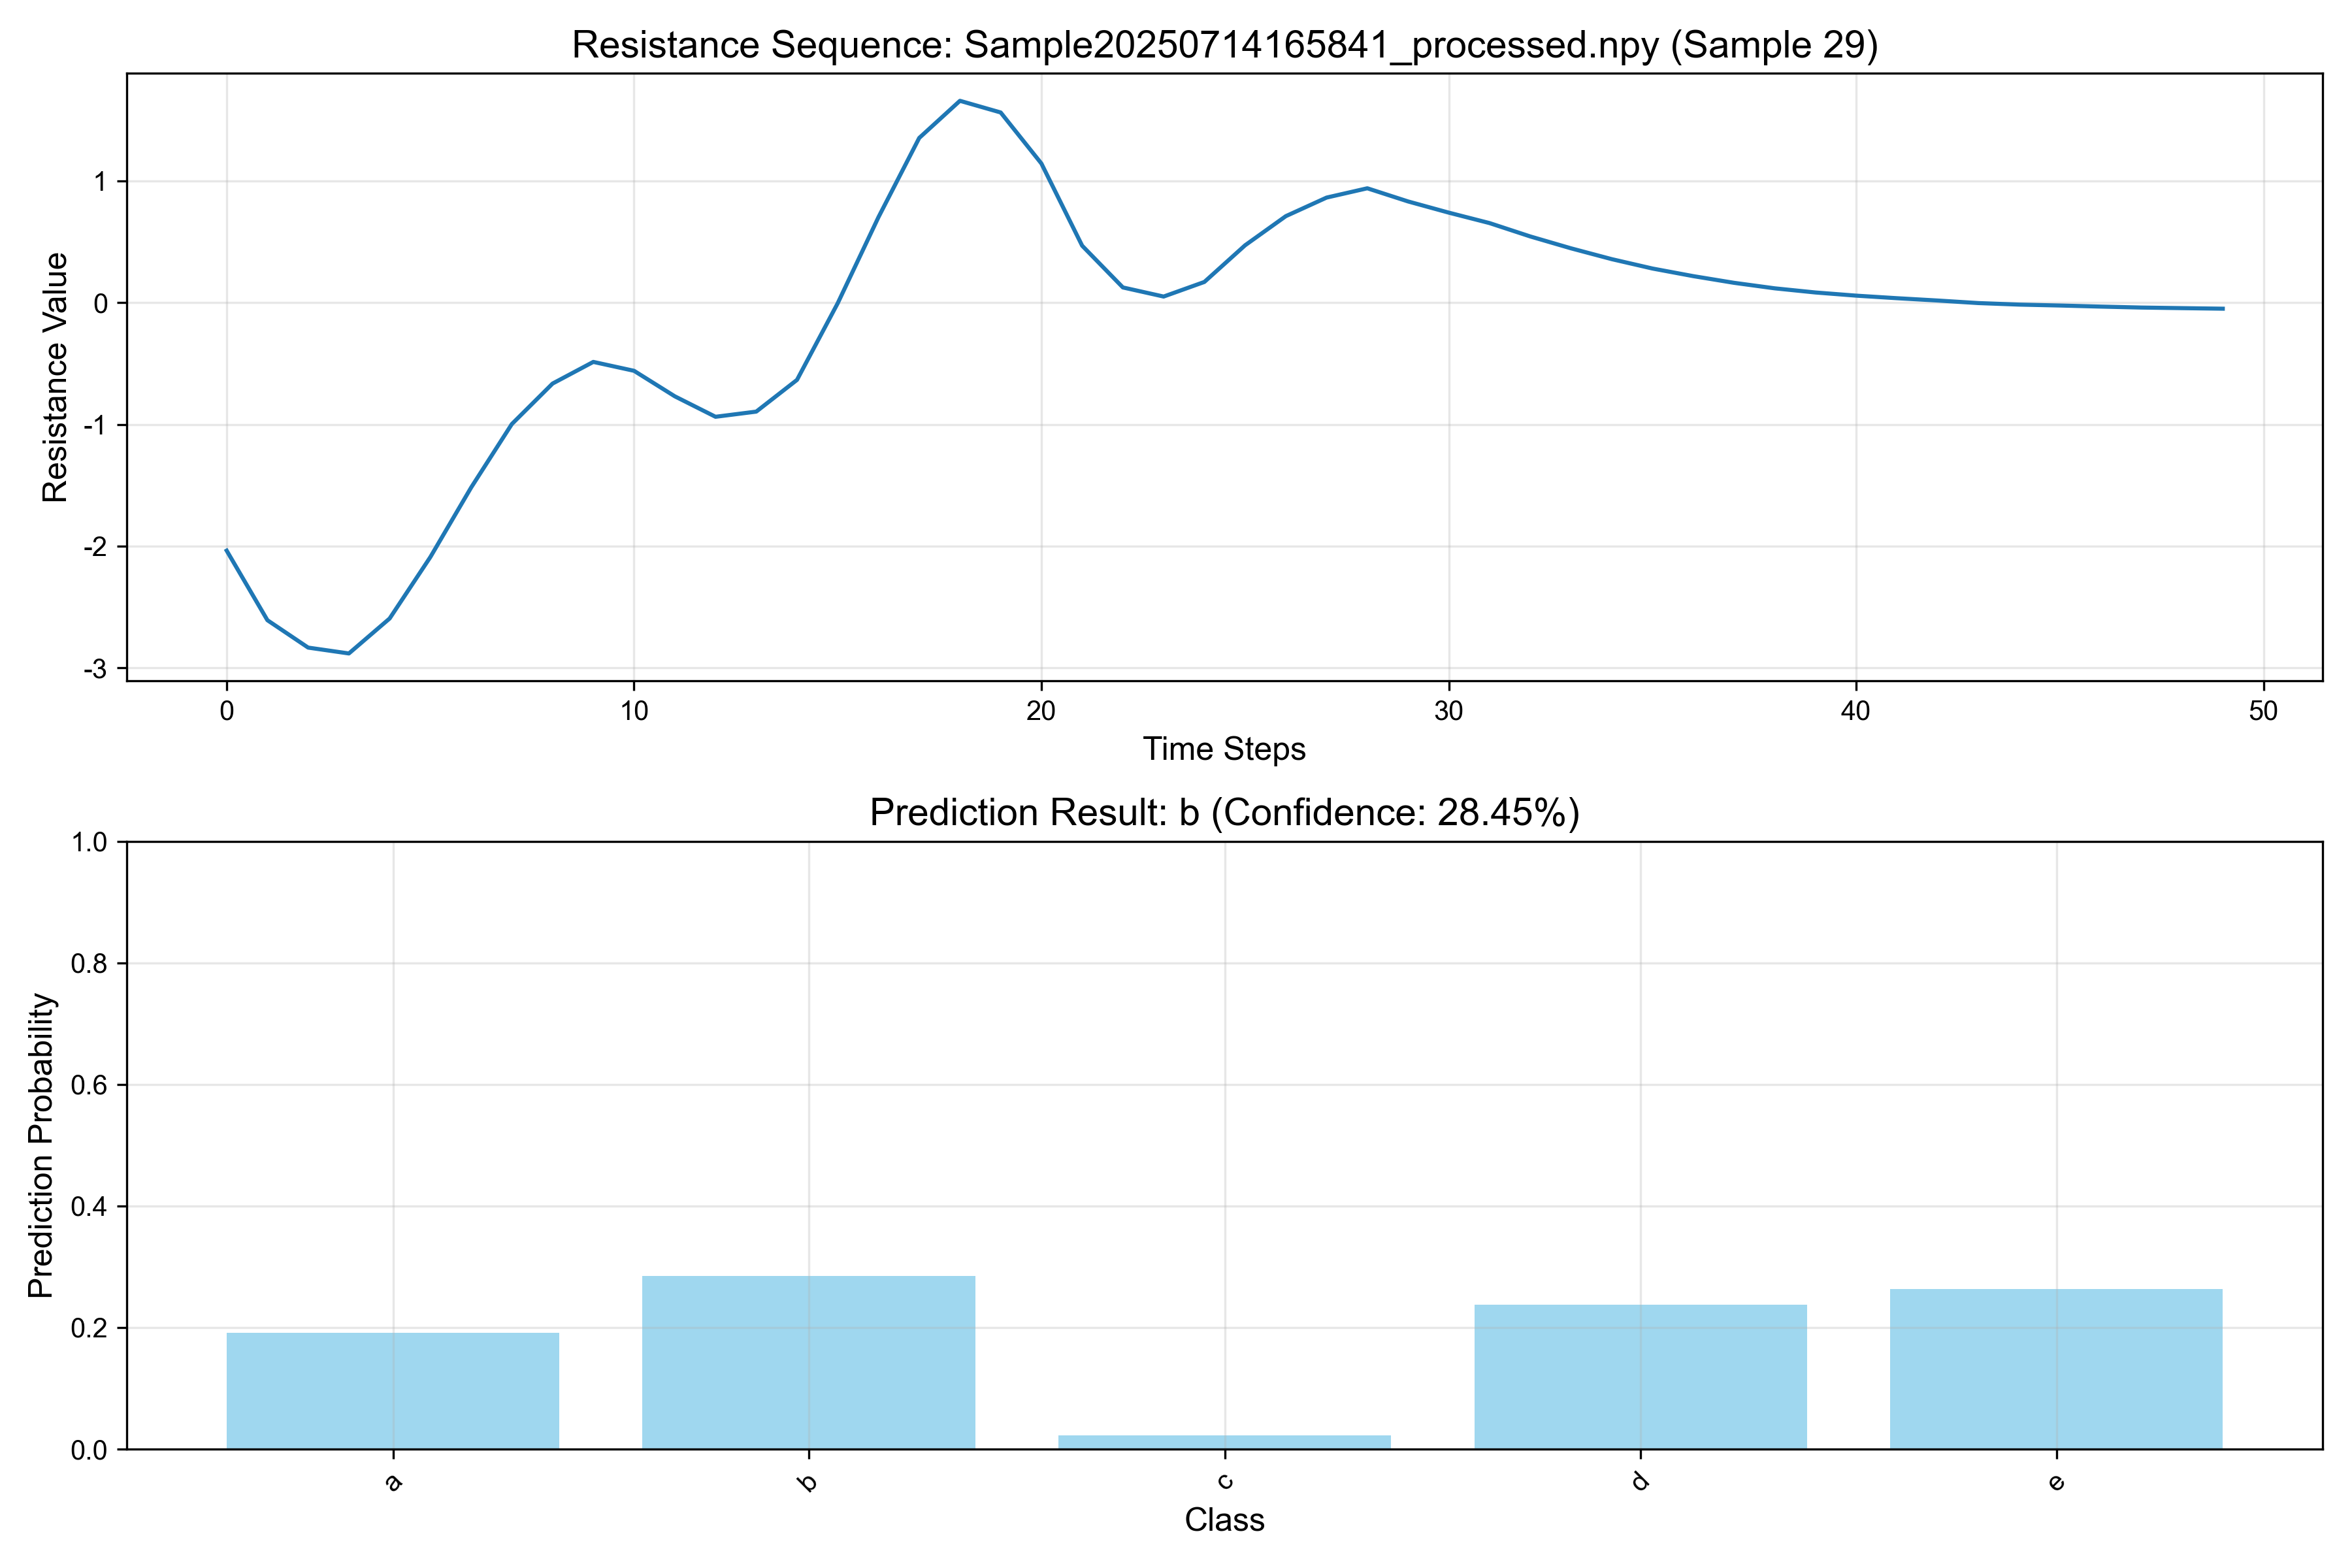 Resistance Sequence: Sample20250714165841_processed.npy (Sample 29)
Resistance Value
1
0
-1
-2
-3
0 10 20 30 40 50
Time Steps
Prediction Result: b (Confidence: 28.45%)
Prediction Probability
1.0
0.8
0.6
0.4
0.2
0.0
a b c d e
Class